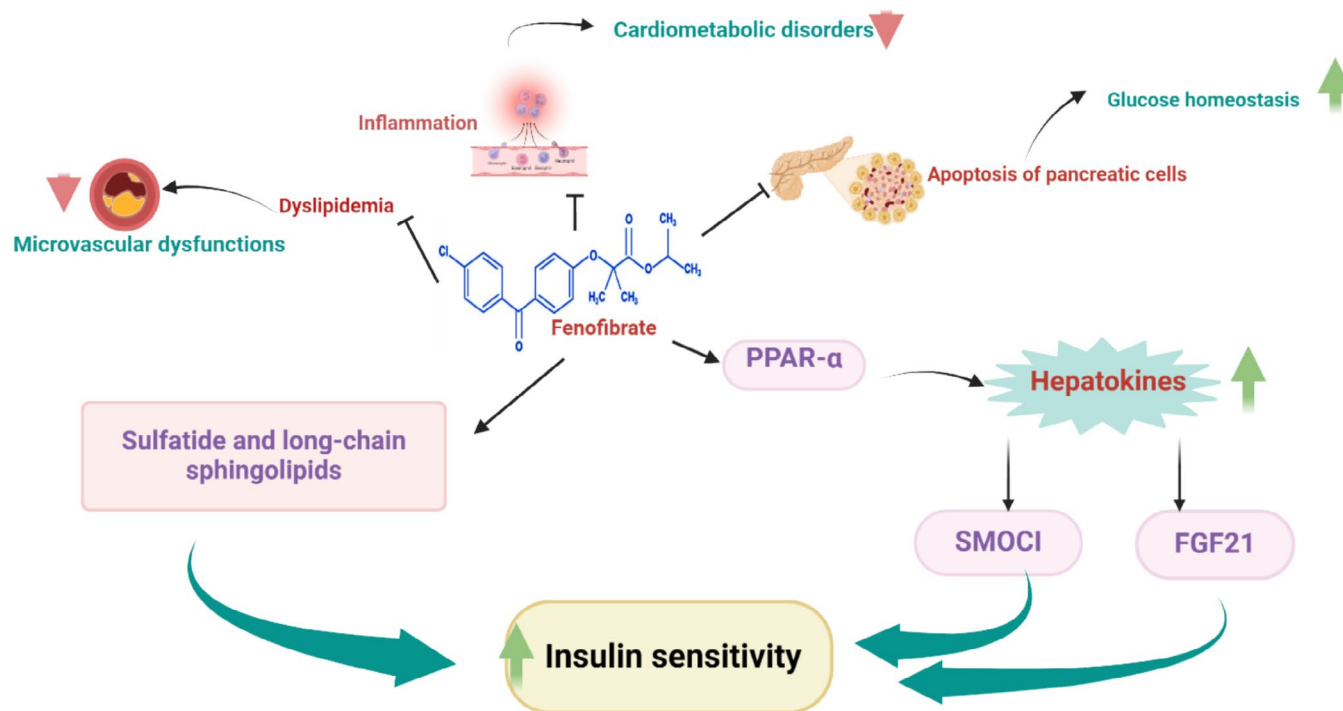 Cardiometabolic disorders
Glucose homeostasis
Inflammation
Apoptosis of pancreatic cells
Dyslipidemia
Microvascular dysfunctions
Cl
O
O
O
O
CH₃
CH₃
H₃C
CH₃
Fenofibrate
PPAR-α
Hepatokines
Sulfatide and long-chain
sphingolipids
SMOCI
FGF21
Insulin sensitivity